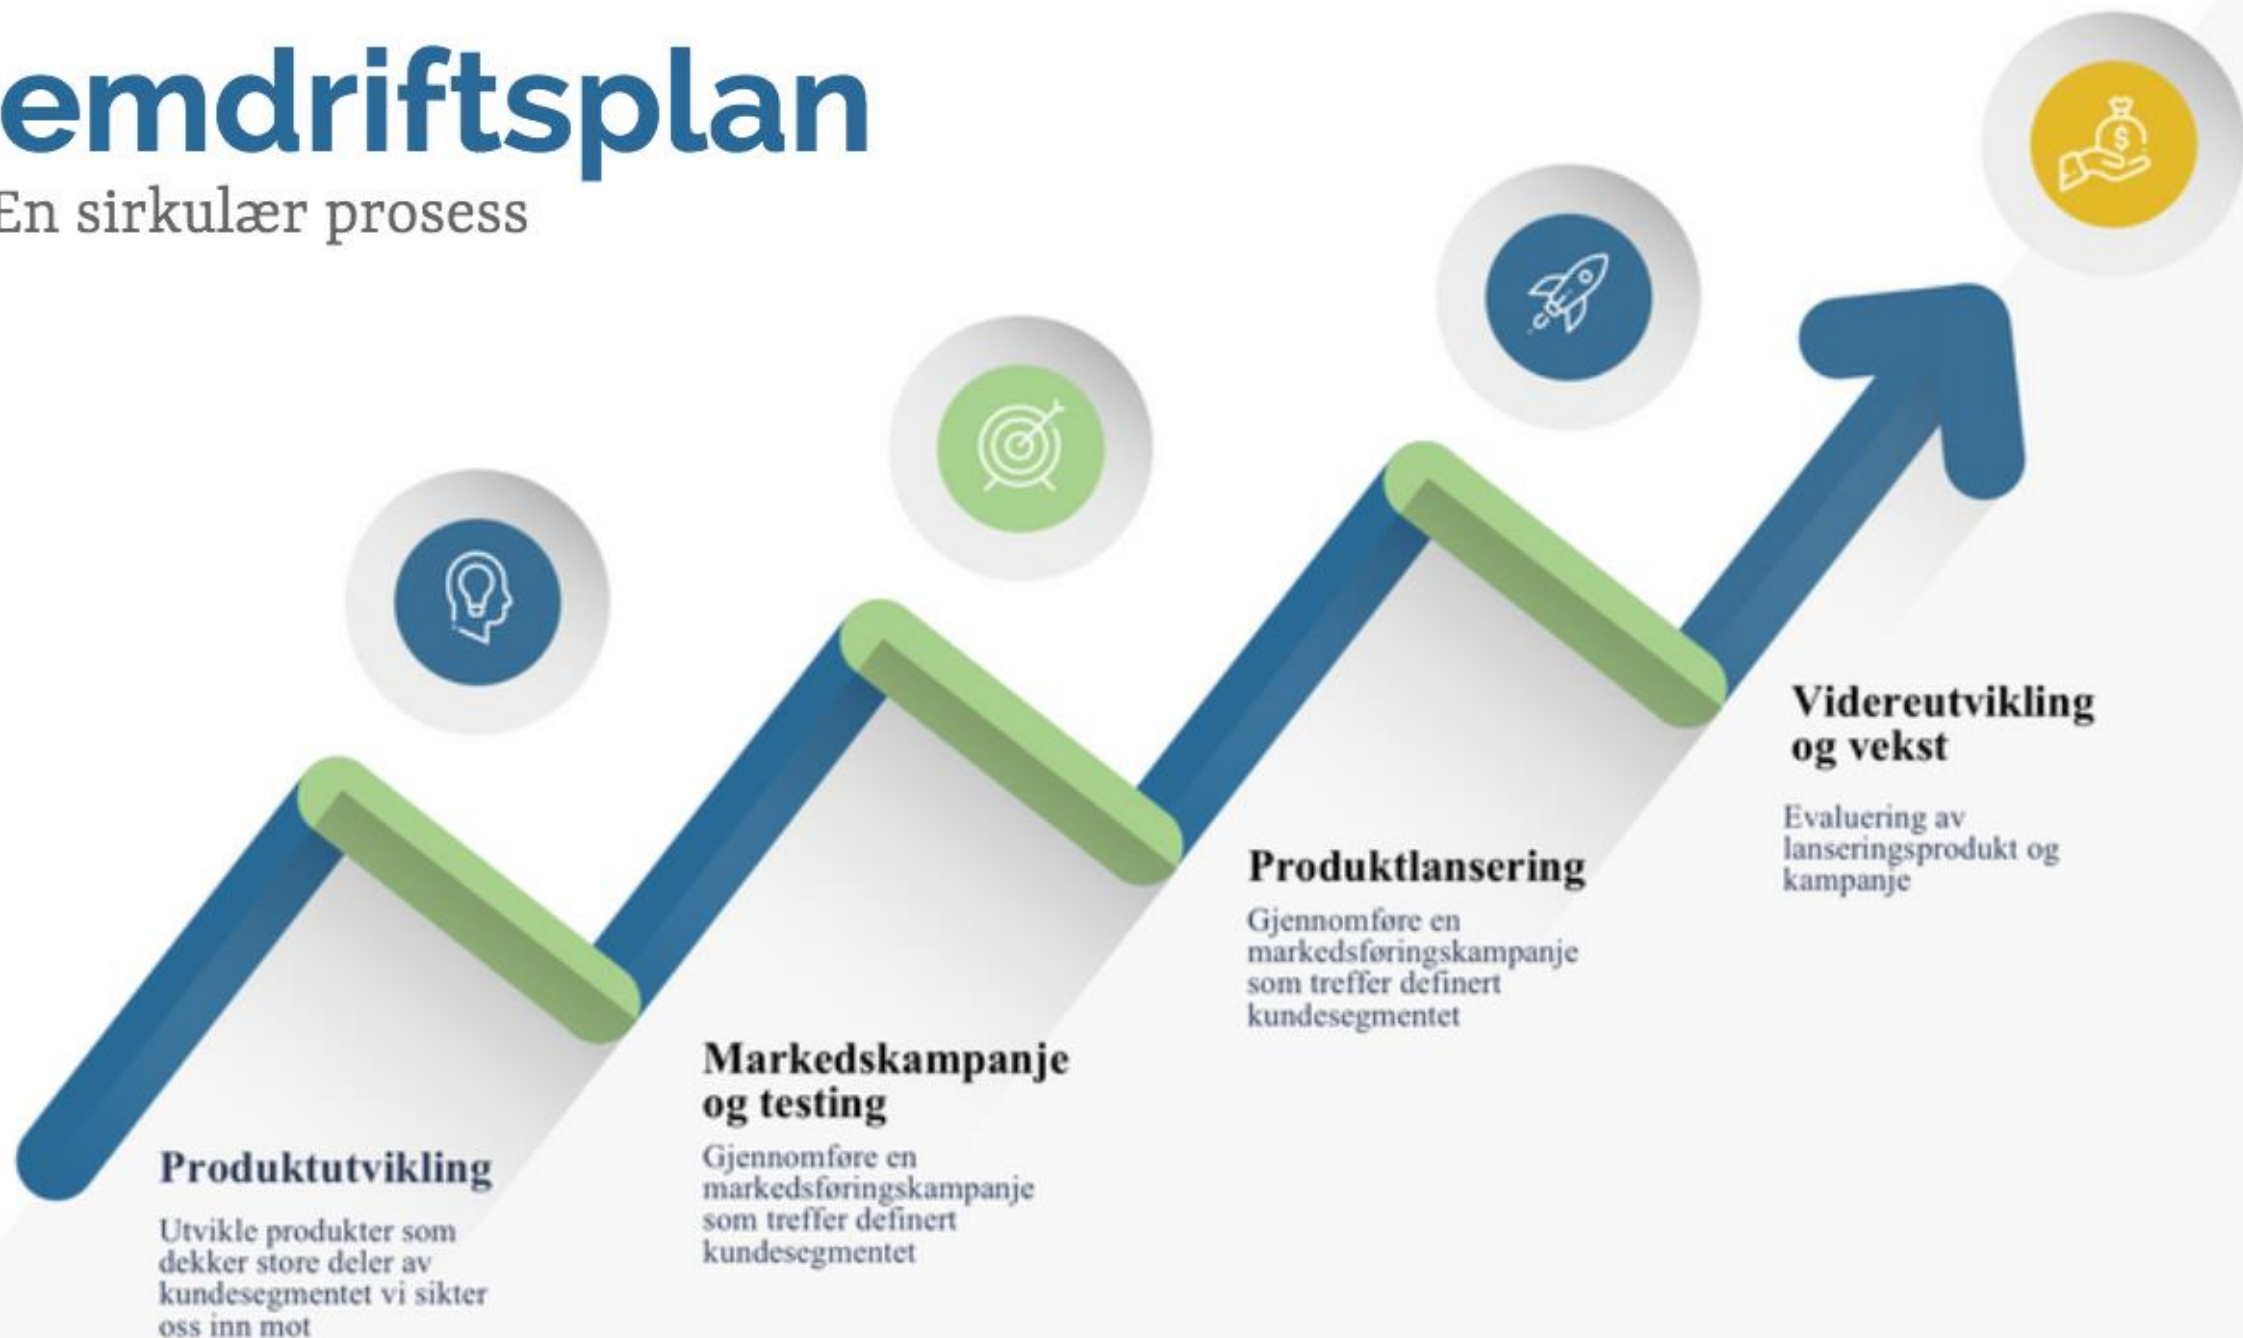 emdriftsplan
En sirkulær prosess
Produktutvikling
Utvikle produkter som
dekker store deler av
kundesegmentet vi sikter
oss inn mot
Markedskampanje
og testing
Gjennomføre en
markedsføringskampanje
som treffer definert
kundesegmentet
Produktlansering
Gjennomføre en
markedsføringskampanje
som treffer definert
kundesegmentet
Videreutvikling
og vekst
Evaluering av
lanseringsprodukt og
kampanje